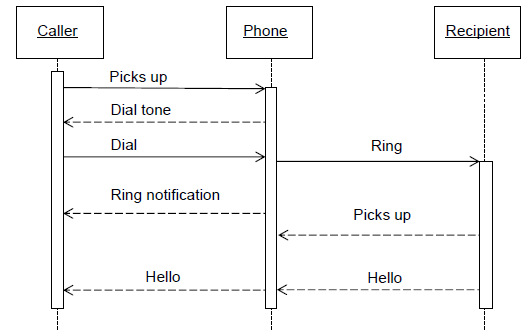 Caller
Phone
Recipient
Picks up
Dial tone
Dial
Ring
Ring notification
Picks up
Hello
Hello